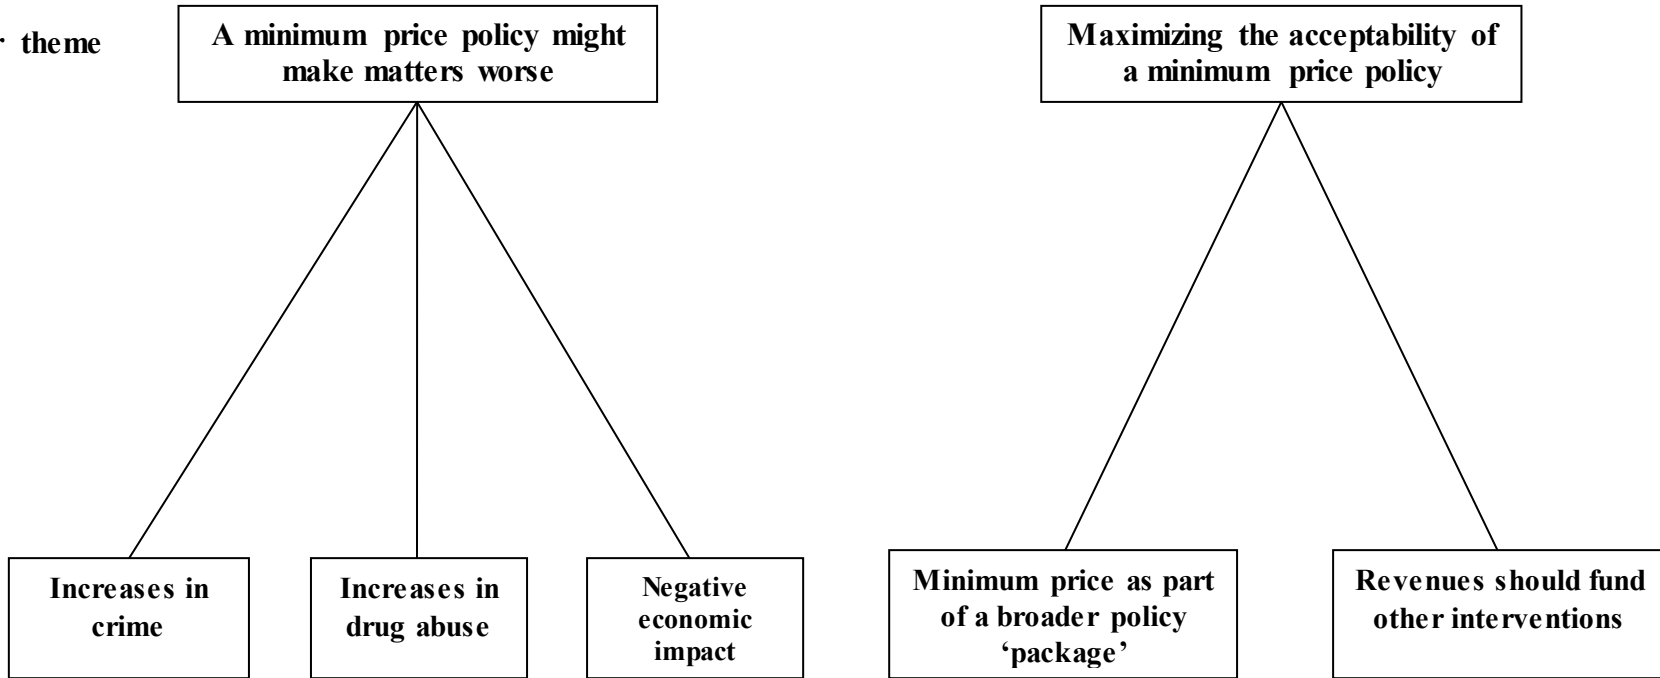 theme
A minimum price policy might
make matters worse
Maximizing the acceptability of
a minimum price policy
Increases in
crime
Increases in
drug abuse
Negative
economic
impact
Minimum price as part
of a broader policy
‘package’
Revenues should fund
other interventions